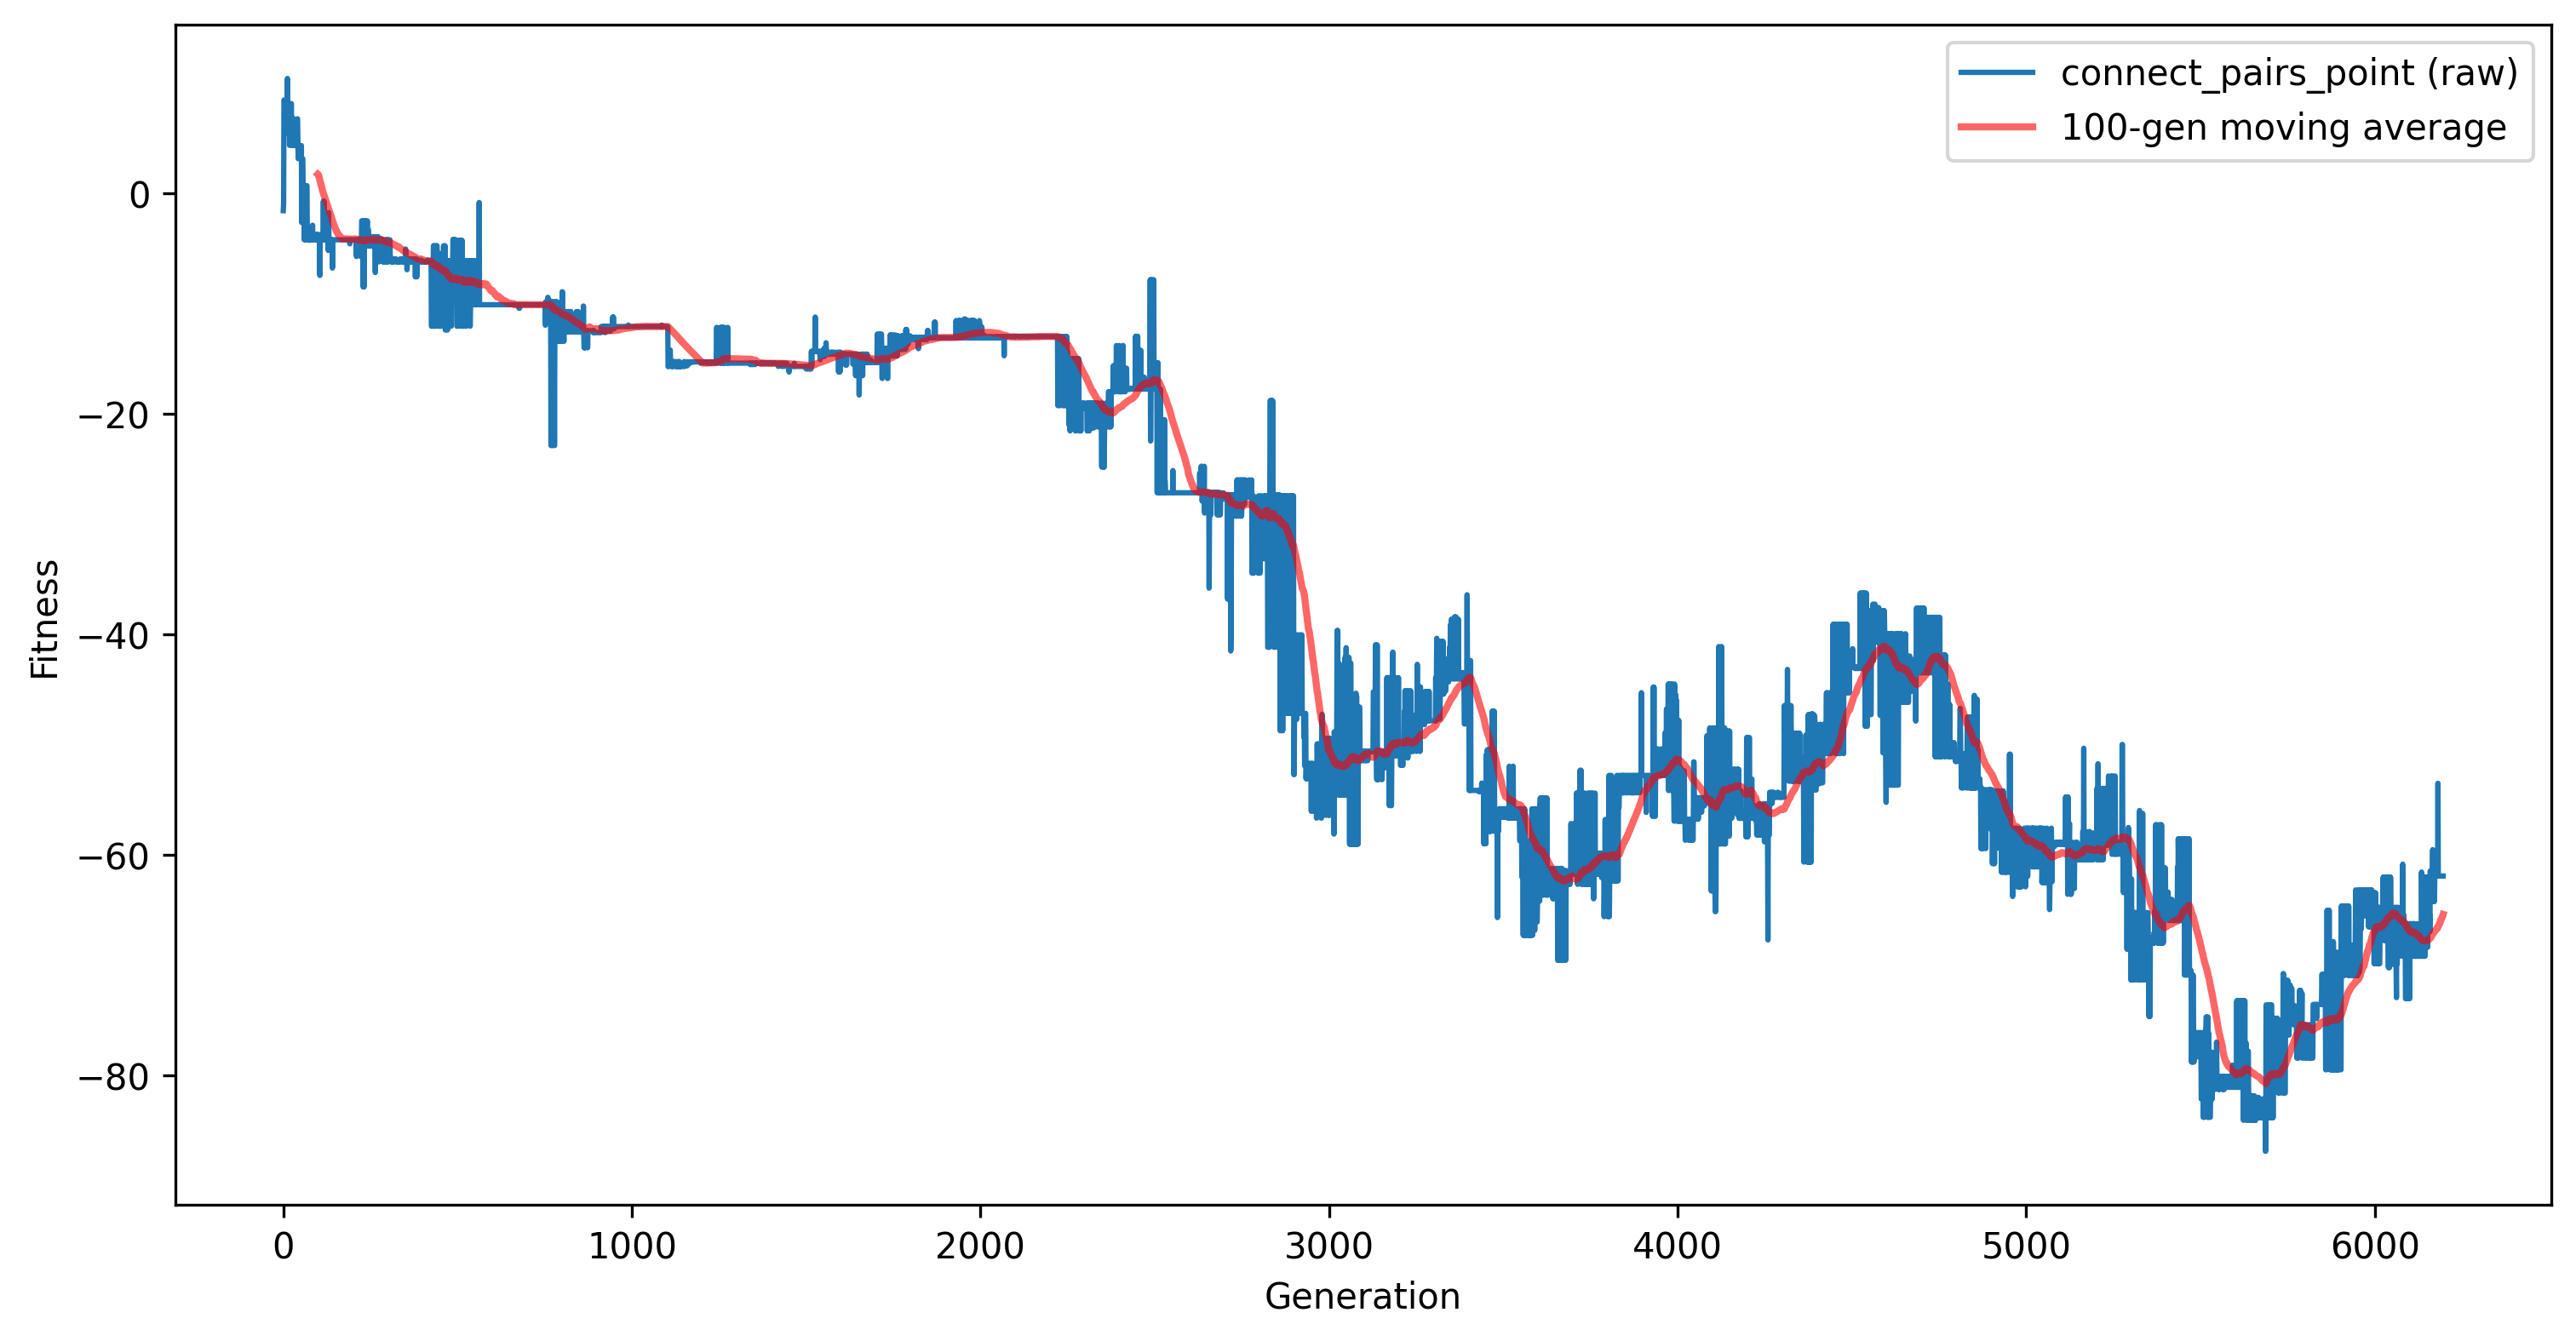 connect_pairs_point (raw)
100-gen moving average
0
−20
−40
−60
−80
Fitness
0 1000 2000 3000 4000 5000 6000
Generation